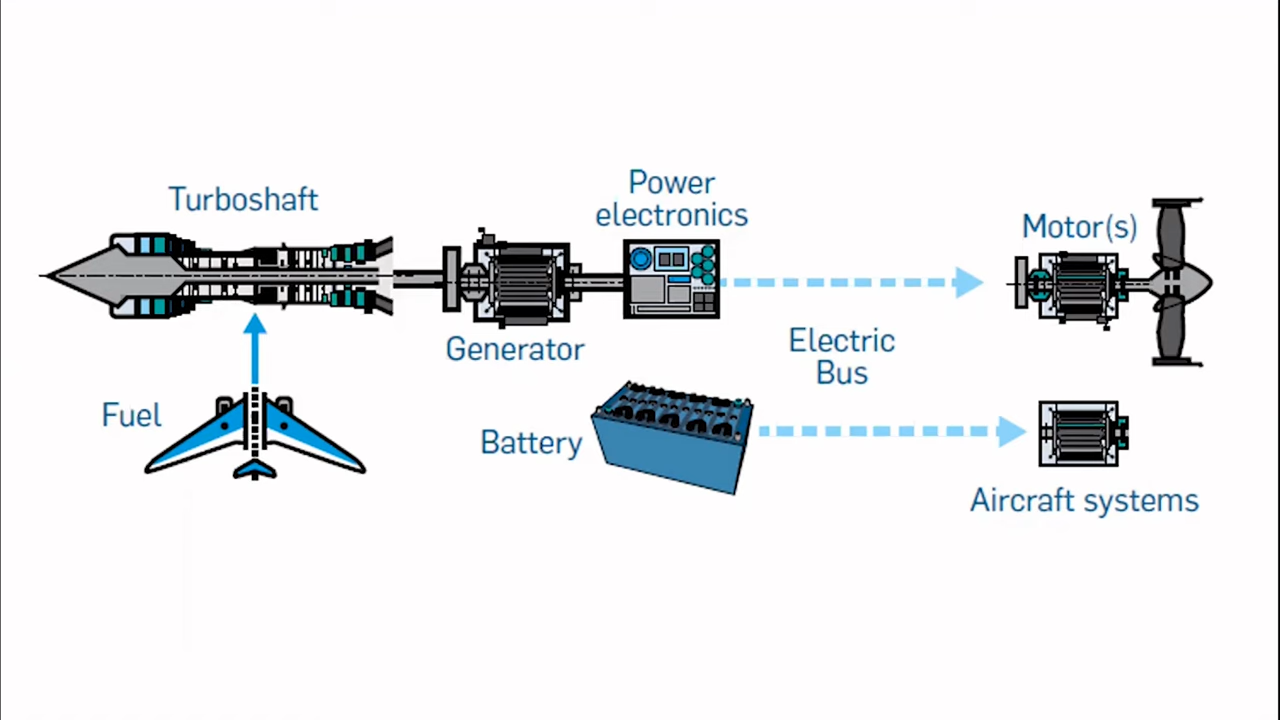 Turboshaft
Power
electronics
Motor(s)
Generator
Electric
Bus
Fuel
Battery
Aircraft systems